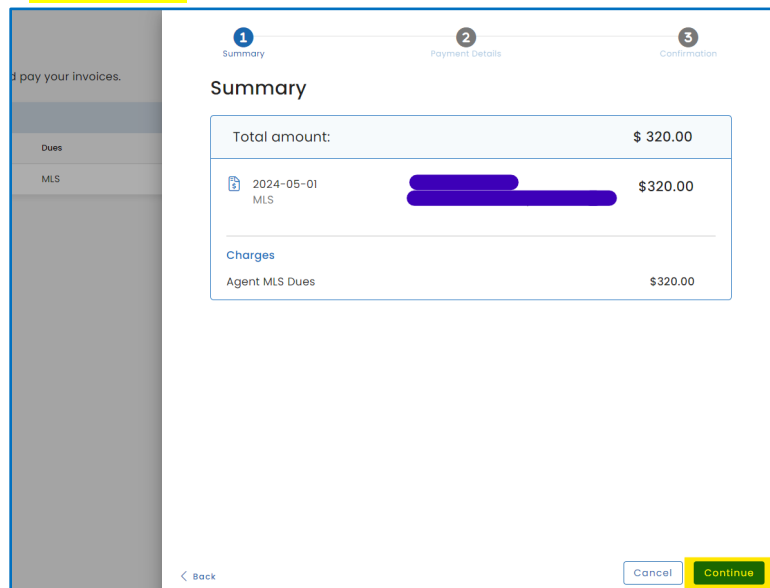 1 2 3
Summary Payment Details Confirmation
d pay your invoices.
Summary
Dues
MLS
Total amount: $ 320.00
2024-05-01 $320.00
MLS
Charges
Agent MLS Dues $320.00
< Back Cancel Continue